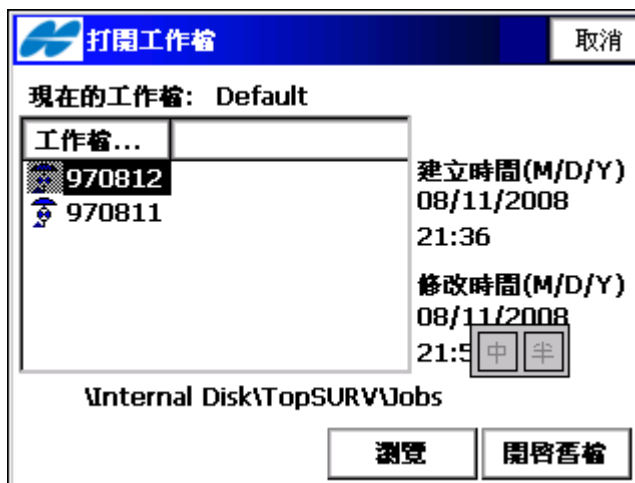 打開工作檔
取消
現在的工作檔: Default
工作檔...
970812
970811
建立時間(M/D/Y)
08/11/2008
21:36
修改時間(M/D/Y)
08/11/2008
21:5
中 半
\Internal Disk\TopSURV\Jobs
瀏覽
開啓舊檔